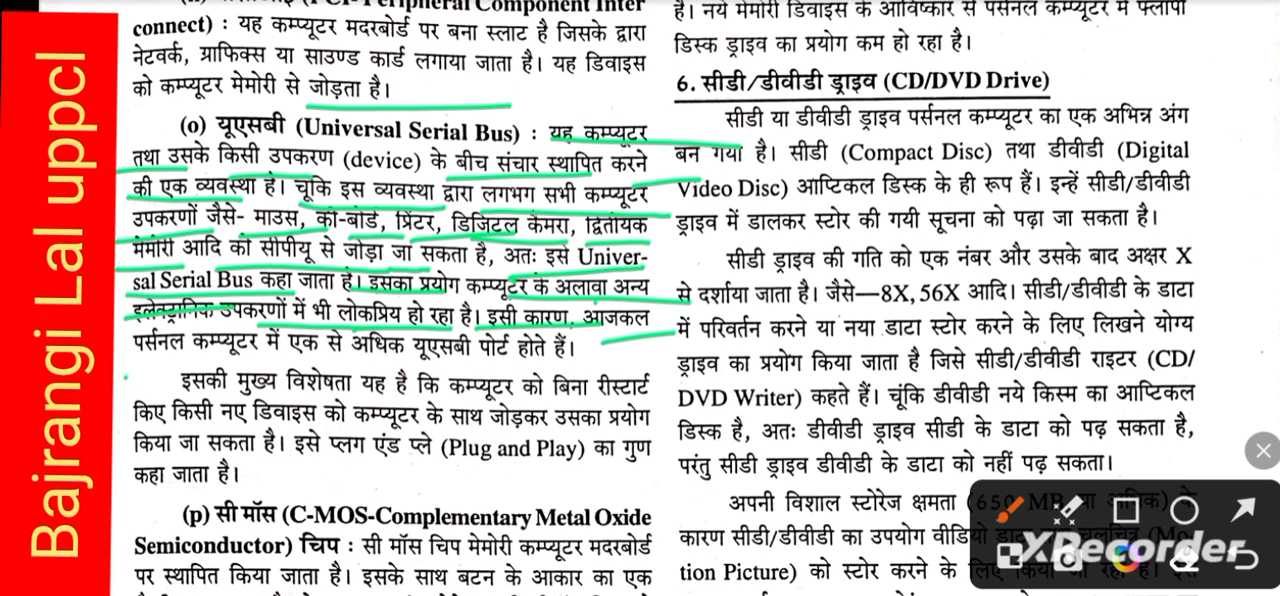 Bajrangi Lal uppcl
Peripheral Component Inter
connect) : यह कम्प्यूटर मदरबोर्ड पर बना स्लाट है जिसके द्वारा
नेटवर्क, ग्राफिक्स या साउण्ड कार्ड लगाया जाता है। यह डिवाइस
को कम्प्यूटर मेमोरी से जोड़ता है।
(o) यूएसबी (Universal Serial Bus) : यह कम्प्यूटर
तथा उसके किसी उपकरण (device) के बीच संचार स्थापित करने
की एक व्यवस्था है। चूकि इस व्यवस्था द्वारा लगभग सभी कम्प्यूटर
उपकरणों जैसे- माउस, की-बोर्ड, प्रिंटर, डिजिटल कैमरा, द्वितीयक
मेमोरी आदि को सीपीयू से जोड़ा जा सकता है, अतः इसे Univer-
sal Serial Bus कहा जाता है। इसका प्रयोग कम्प्यूटर के अलावा अन्य
इलेक्ट्रानिक उपकरणों में भी लोकप्रिय हो रहा है। इसी कारण, आजकल
पर्सनल कम्प्यूटर में एक से अधिक यूएसबी पोर्ट होते हैं।
इसकी मुख्य विशेषता यह है कि कम्प्यूटर को बिना रीस्टार्ट
किए किसी नए डिवाइस को कम्प्यूटर के साथ जोड़कर उसका प्रयोग
किया जा सकता है। इसे प्लग एंड प्ले (Plug and Play) का गुण
कहा जाता है।
(p) सी मॉस (C-MOS-Complementary Metal Oxide
Semiconductor) चिप : सी मॉस चिप मेमोरी कम्प्यूटर मदरबोर्ड
पर स्थापित किया जाता है। इसके साथ बटन के आकार का एक
है। नये मेमोरी डिवाइस के आविष्कार से पर्सनल कम्प्यूटर में फ्लापी
डिस्क ड्राइव का प्रयोग कम हो रहा है।
6. सीडी/डीवीडी ड्राइव (CD/DVD Drive)
सीडी या डीवीडी ड्राइव पर्सनल कम्प्यूटर का एक अभिन्न अंग
बन गया है। सीडी (Compact Disc) तथा डीवीडी (Digital
Video Disc) आप्टिकल डिस्क के ही रूप हैं। इन्हें सीडी/डीवीडी
ड्राइव में डालकर स्टोर की गयी सूचना को पढ़ा जा सकता है।
सीडी ड्राइव की गति को एक नंबर और उसके बाद अक्षर X
से दर्शाया जाता है। जैसे—8X, 56X आदि। सीडी/डीवीडी के डाटा
में परिवर्तन करने या नया डाटा स्टोर करने के लिए लिखने योग्य
ड्राइव का प्रयोग किया जाता है जिसे सीडी/डीवीडी राइटर (CD/
DVD Writer) कहते हैं। चूंकि डीवीडी नये किस्म का आप्टिकल
डिस्क है, अतः डीवीडी ड्राइव सीडी के डाटा को पढ़ सकता है,
परंतु सीडी ड्राइव डीवीडी के डाटा को नहीं पढ़ सकता।
अपनी विशाल स्टोरेज क्षमता (650 MB या अधिक) के
कारण सीडी/डीवीडी का उपयोग वीडियो डाटा चलचित्र (Mo-
tion Picture) को स्टोर करने के लिए किया जा रहा है।
XRecorder